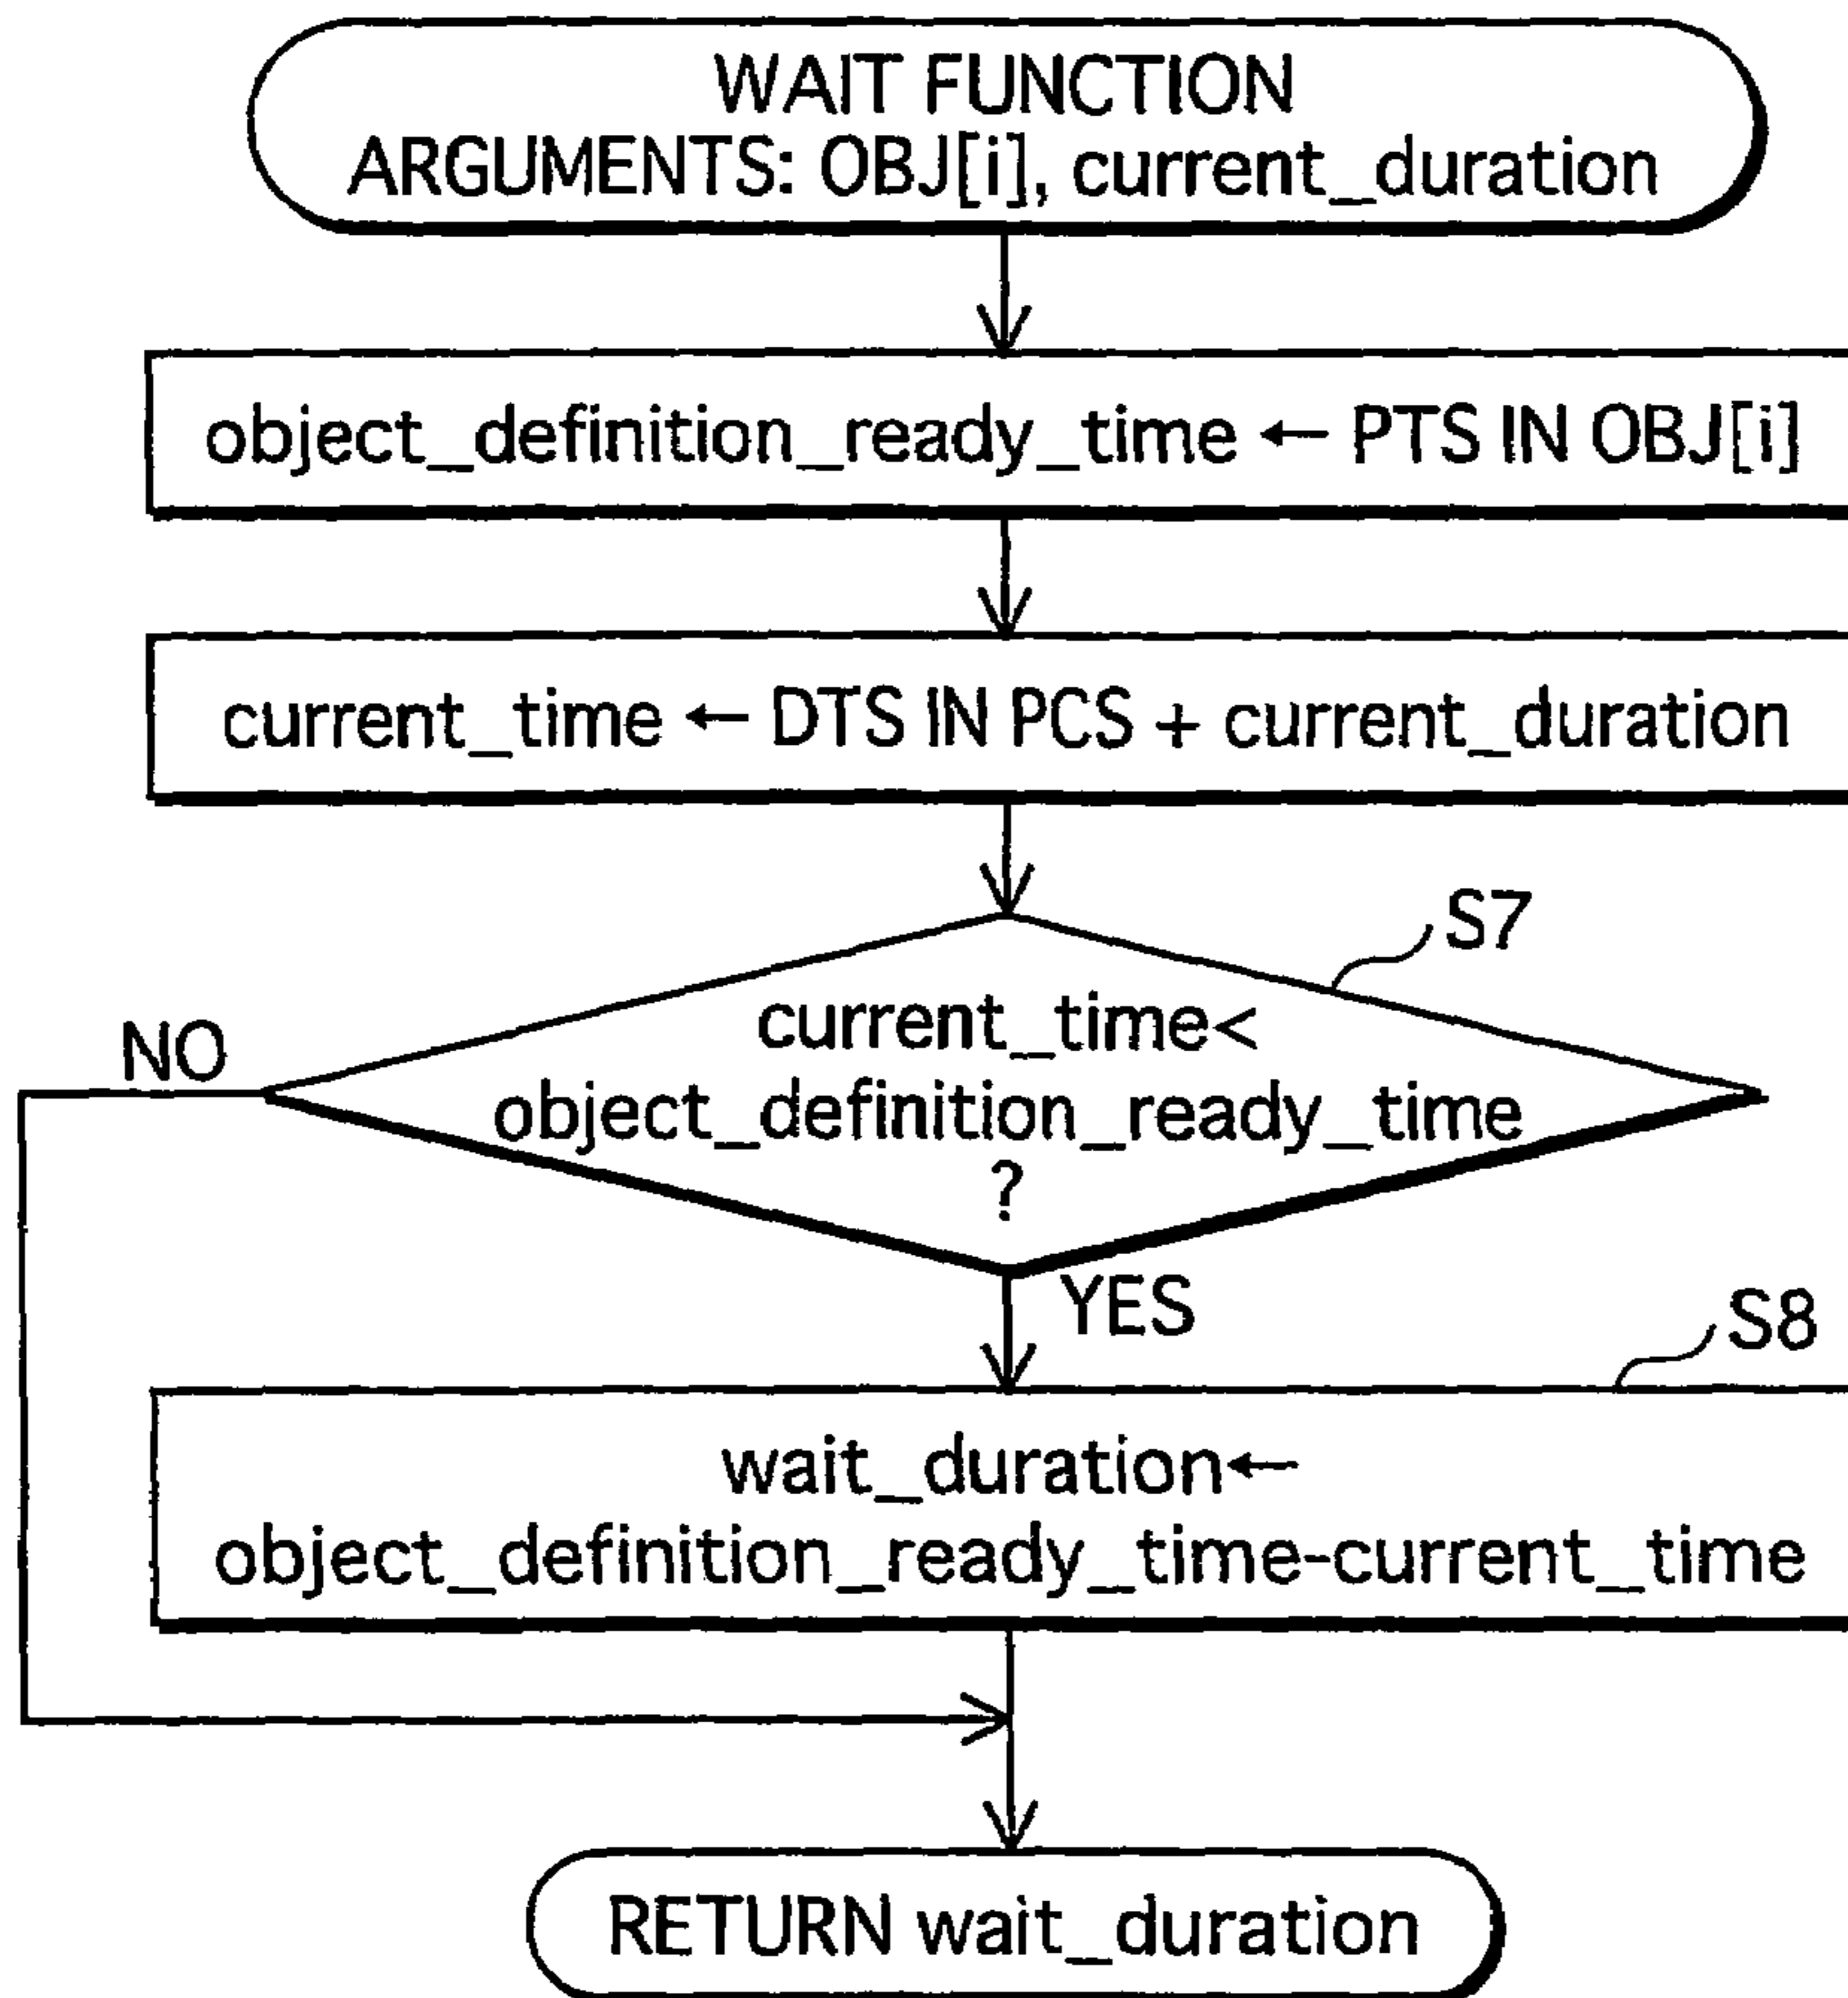 WAIT FUNCTION
ARGUMENTS: OBJ[i], current_duration
object_definition_ready_time ← PTS IN OBJ[i]
current_time ← DTS IN PCS + current_duration
S7
current_time<
NO
object_definition_ready_time
?
YES
S8
wait_duration←
object_definition_ready_time-current_time
RETURN wait_duration